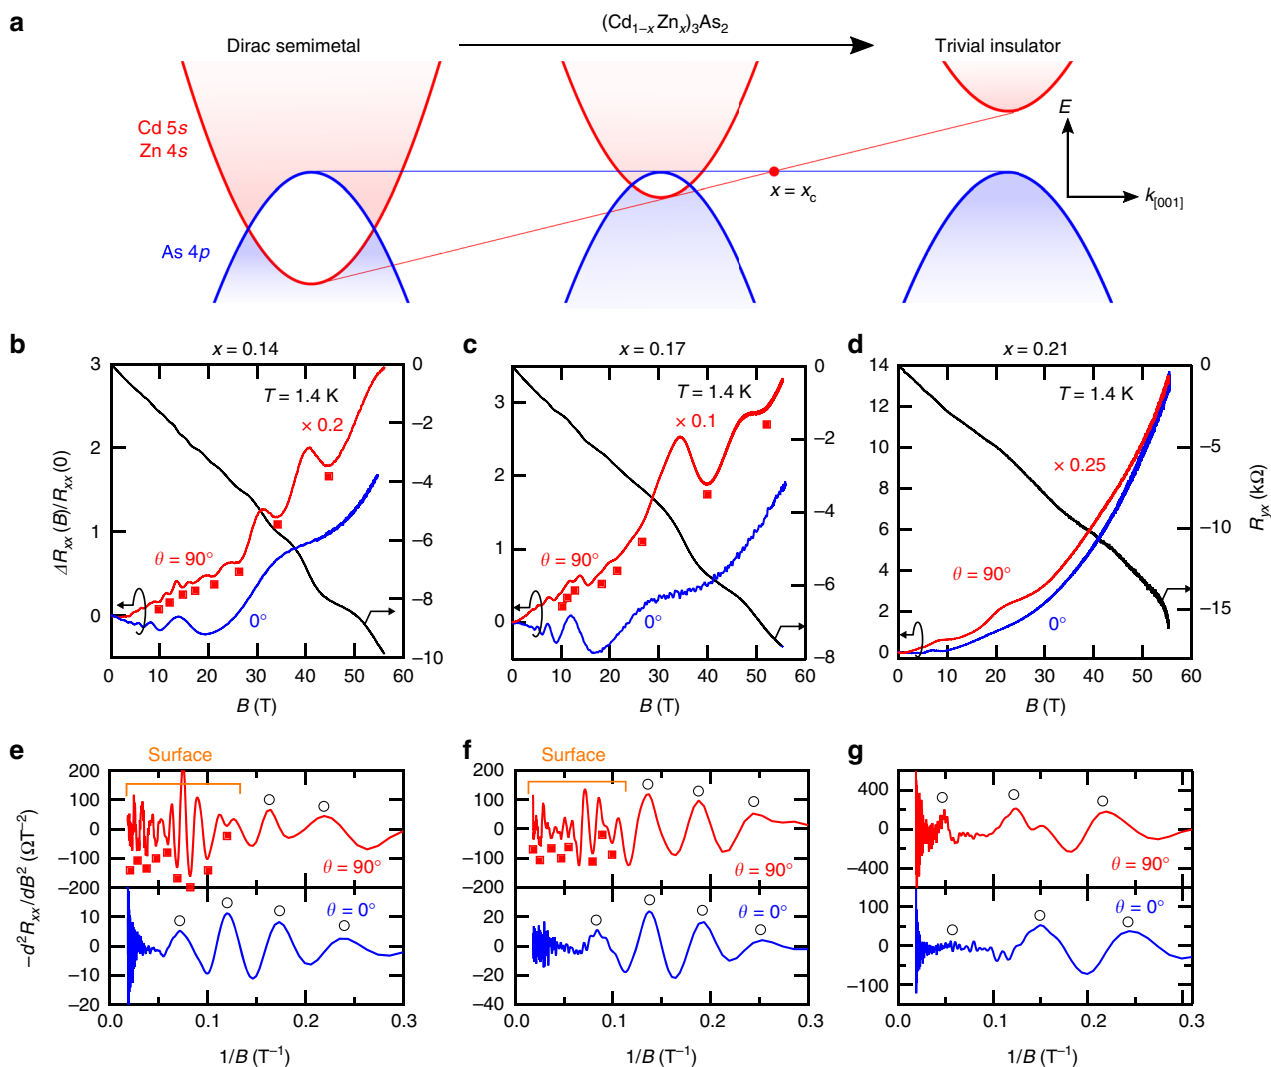 a
(Cd₁₋ₓZnₓ)₃As₂
Dirac semimetal
Trivial insulator
Cd 5s
Zn 4s
As 4p
x = x_c
E
k_[001]
b
x = 0.14
T = 1.4 K
× 0.2
θ = 90°
0°
ΔRₓₓ(B)/Rₓₓ(0)
3
2
1
0
0
−2
−4
−6
−8
−10
0 10 20 30 40 50 60
B (T)
c
x = 0.17
T = 1.4 K
× 0.1
θ = 90°
0°
3
2
1
0
0
−2
−4
−6
−8
0 10 20 30 40 50 60
B (T)
d
x = 0.21
T = 1.4 K
× 0.25
θ = 90°
0°
14
12
10
8
6
4
2
0
0
−5
−10
−15
R_yx (kΩ)
0 10 20 30 40 50 60
B (T)
e
Surface
200
100
0
−100
−200
θ = 90°
θ = 0°
10
0
−10
−20
−d²Rₓₓ/dB² (ΩT⁻²)
0.0 0.1 0.2 0.3
1/B (T⁻¹)
f
Surface
200
100
0
−100
−200
θ = 90°
θ = 0°
20
0
−20
−40
0.0 0.1 0.2 0.3
1/B (T⁻¹)
g
400
0
−400
θ = 90°
θ = 0°
100
0
−100
0.0 0.1 0.2 0.3
1/B (T⁻¹)